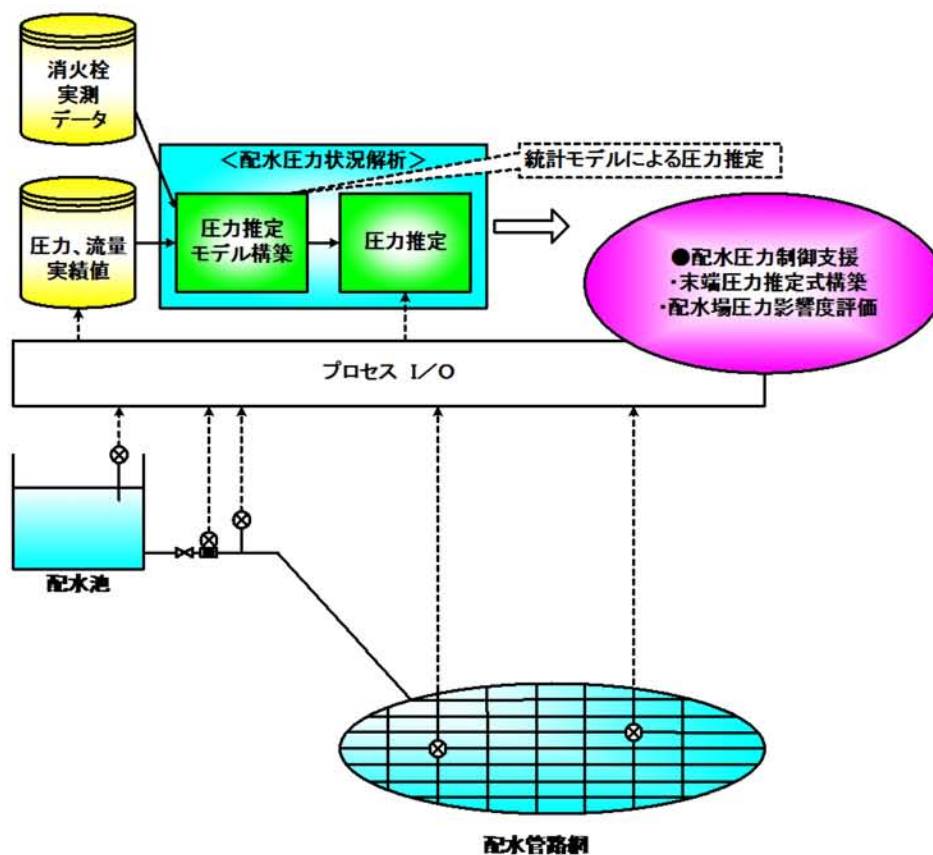 消火栓
実測
データ
＜配水圧力状況解析＞
統計モデルによる圧力推定
圧力、流量
実績値
圧力推定
モデル構築
圧力推定
●配水圧力制御支援
・末端圧力推定式構築
・配水場圧力影響度評価
プロセス I／O
配水池
配水管路網